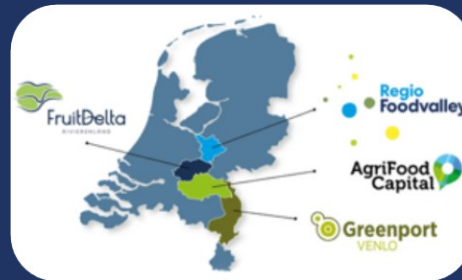 FruitDelta
RIVIERENLAND
Regio
Foodvalley
AgriFood
Capital
Greenport
VENLO